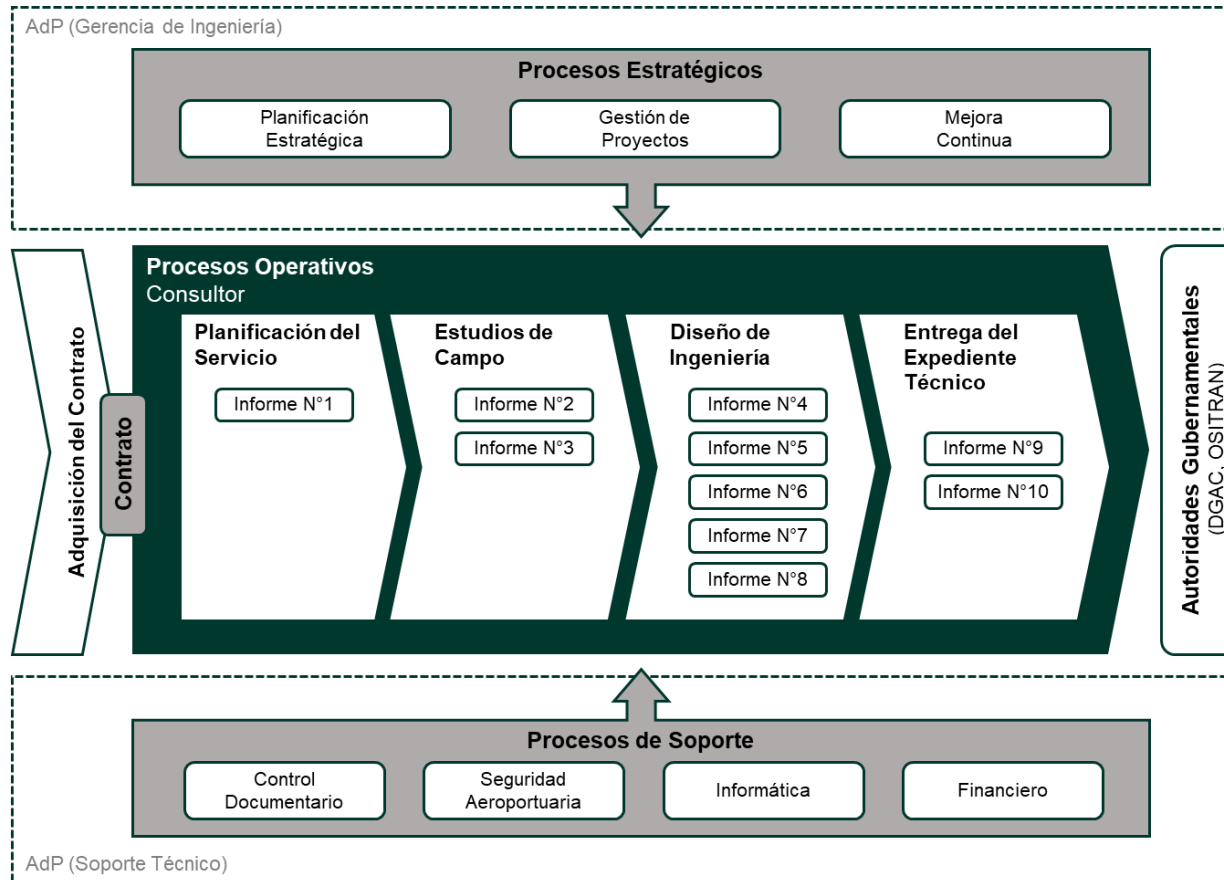 AdP (Gerencia de Ingeniería)
Procesos Estratégicos
Planificación
Estratégica
Gestión de
Proyectos
Mejora
Continua
Adquisición del Contrato
Contrato
Procesos Operativos
Consultor
Planificación del
Servicio
Informe N°1
Estudios de
Campo
Informe N°2
Informe N°3
Diseño de
Ingeniería
Informe N°4
Informe N°5
Informe N°6
Informe N°7
Informe N°8
Entrega del
Expediente
Técnico
Informe N°9
Informe N°10
Autoridades Gubernamentales
(DGAC, OSITRAN)
Procesos de Soporte
Control
Documentario
Seguridad
Aeroportuaria
Informática
Financiero
AdP (Soporte Técnico)